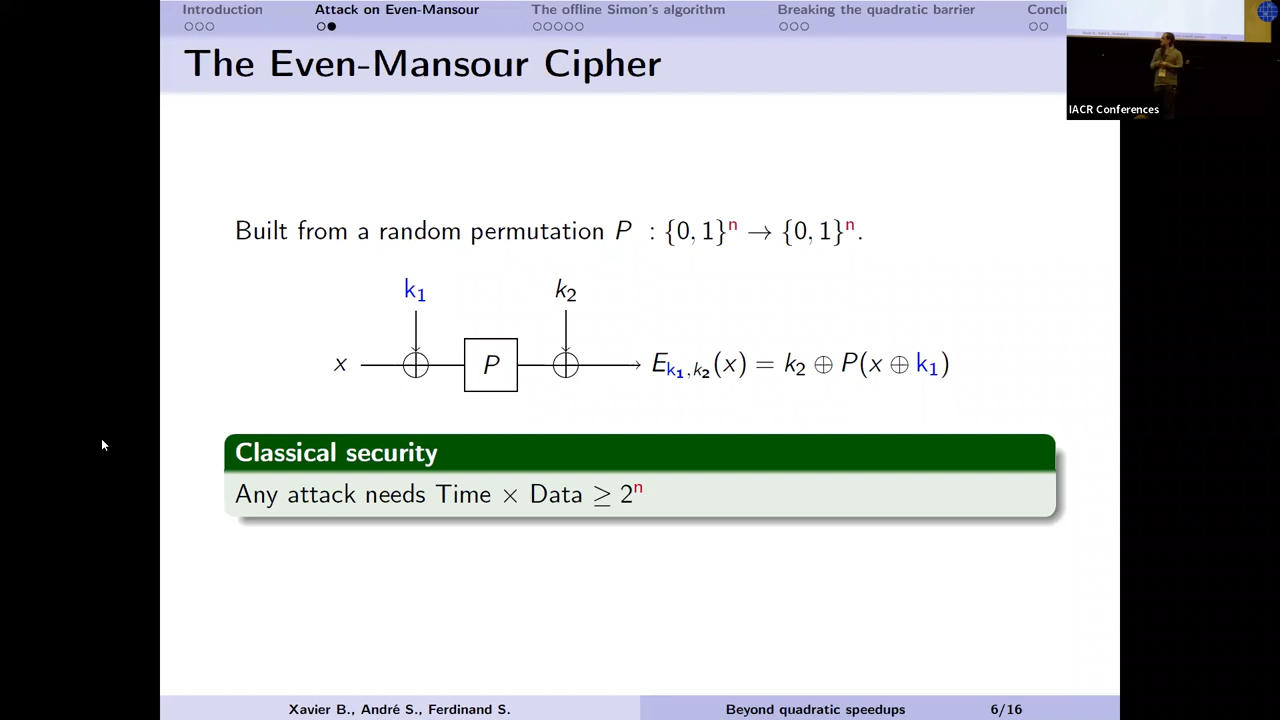 Introduction
Attack on Even-Mansour
The offline Simon's algorithm
Breaking the quadratic barrier
The Even-Mansour Cipher
IACR Conferences
Built from a random permutation P : {0, 1}ⁿ → {0, 1}ⁿ.
k₁ k₂
x P E_{k₁,k₂}(x) = k₂ ⊕ P(x ⊕ k₁)
Classical security
Any attack needs Time × Data ≥ 2ⁿ
Xavier B., André S., Ferdinand S.
Beyond quadratic speedups
6/16